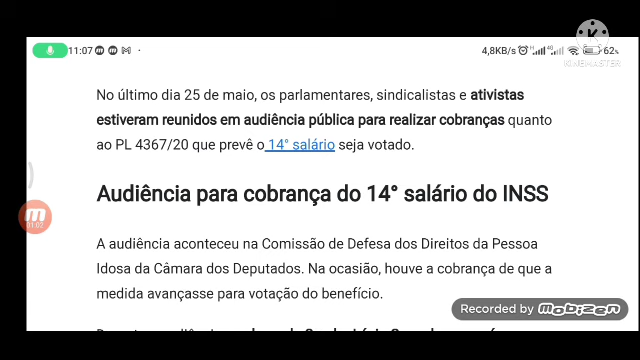 11:07
4,8KB/s
62%
K
KINEMASTER
No último dia 25 de maio, os parlamentares, sindicalistas e ativistas
estiveram reunidos em audiência pública para realizar cobranças quanto
ao PL 4367/20 que prevê o 14° salário seja votado.
Audiência para cobrança do 14° salário do INSS
01:02
A audiência aconteceu na Comissão de Defesa dos Direitos da Pessoa
Idosa da Câmara dos Deputados. Na ocasião, houve a cobrança de que a
medida avançasse para votação do benefício.
Recorded by mobizen